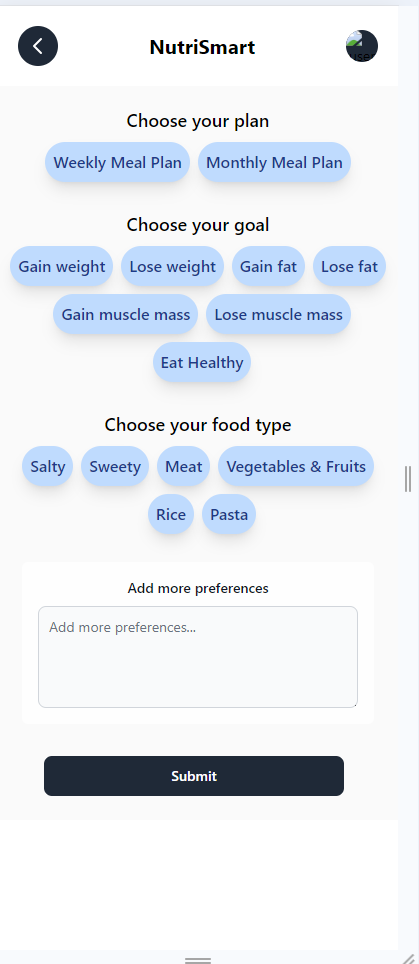 NutriSmart
user
Choose your plan
Weekly Meal Plan Monthly Meal Plan
Choose your goal
Gain weight Lose weight Gain fat Lose fat
Gain muscle mass Lose muscle mass
Eat Healthy
Choose your food type
Salty Sweety Meat Vegetables & Fruits
Rice Pasta
Add more preferences
Add more preferences...
Submit